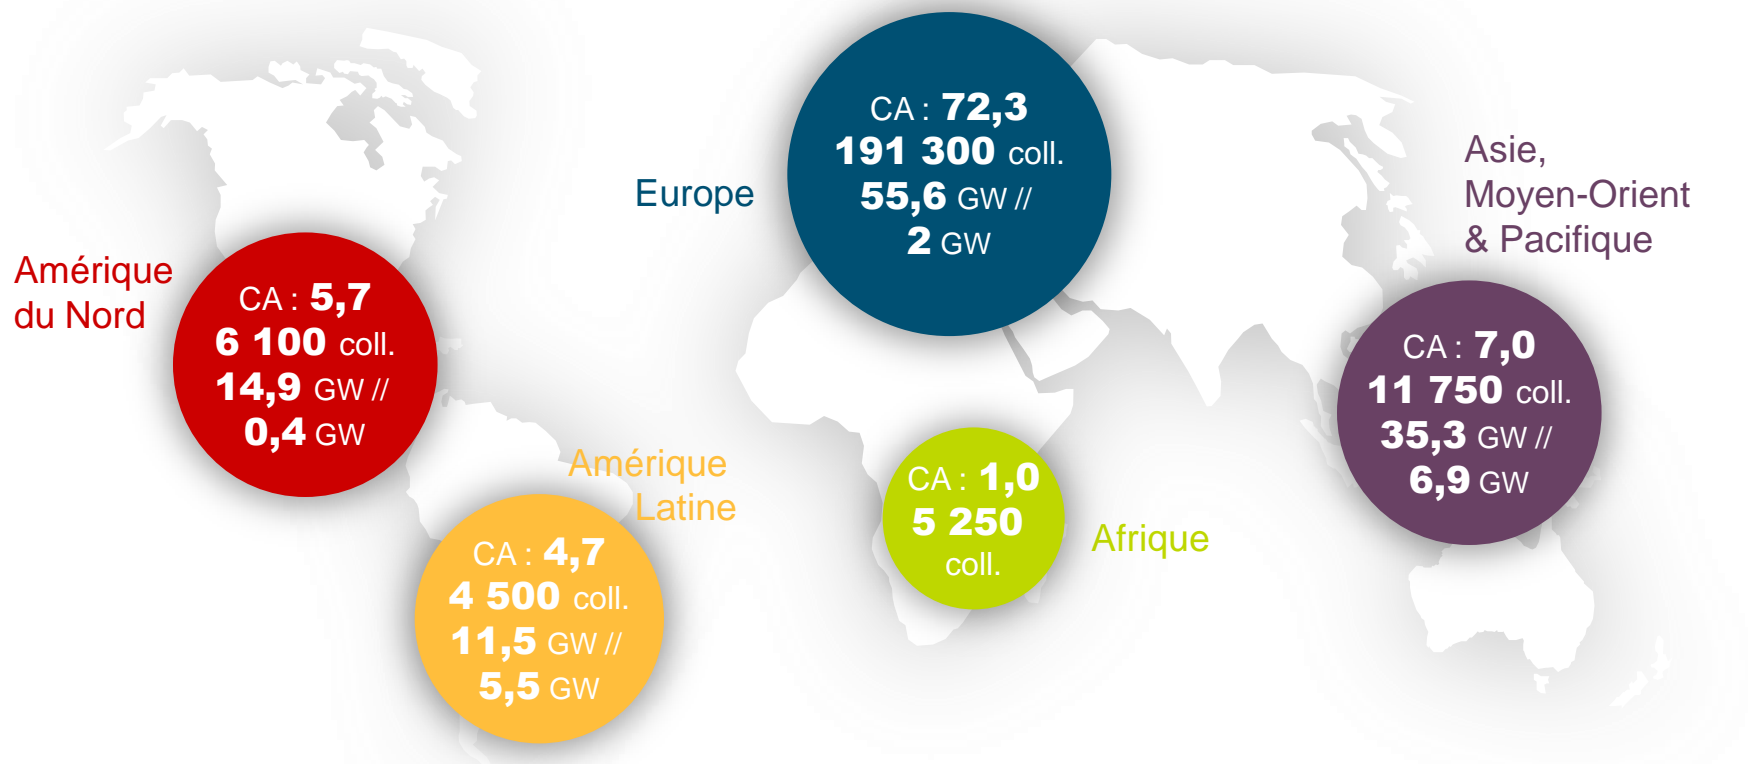 Amérique
du Nord
CA : 5,7
6 100 coll.
14,9 GW //
0,4 GW
Amérique
Latine
CA : 4,7
4 500 coll.
11,5 GW //
5,5 GW
Europe
CA : 72,3
191 300 coll.
55,6 GW //
2 GW
CA : 1,0
5 250
coll.
Afrique
Asie,
Moyen-Orient
& Pacifique
CA : 7,0
11 750 coll.
35,3 GW //
6,9 GW